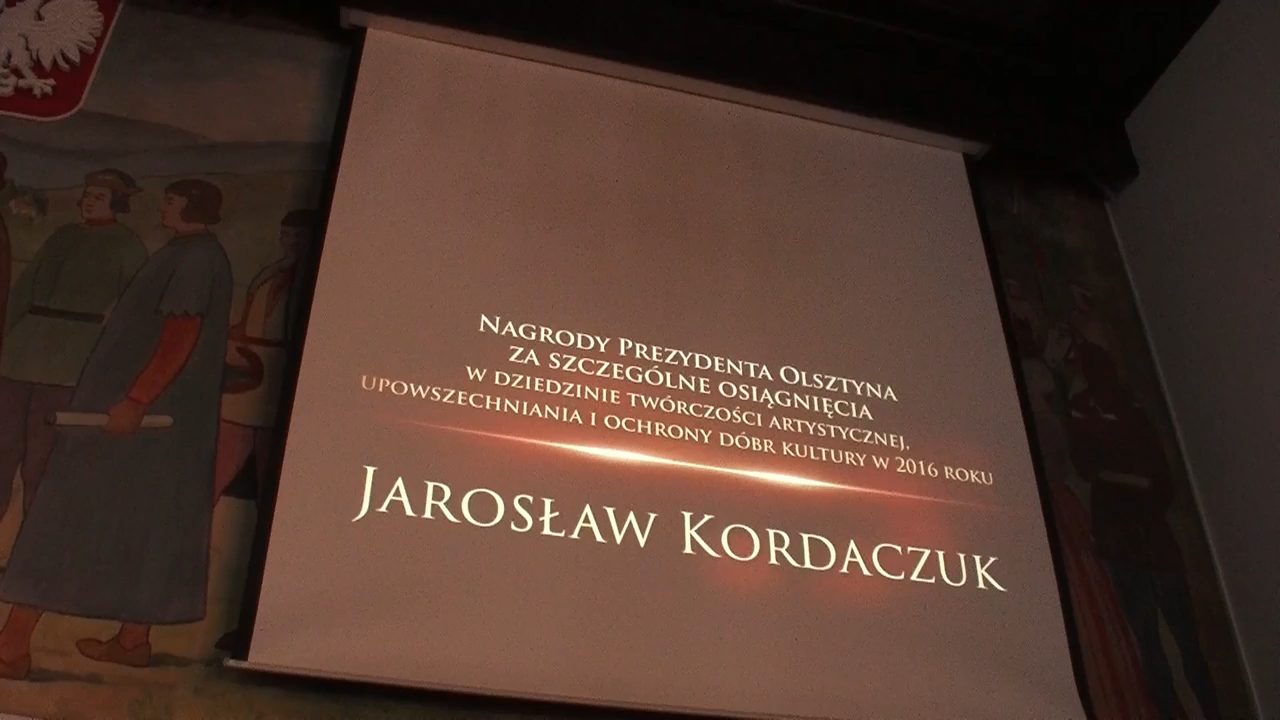 Nagrody Prezydenta Olsztyna
za szczególne osiągnięcia
w dziedzinie twórczości artystycznej,
upowszechniania i ochrony dóbr kultury w 2016 roku
Jarosław Kordaczuk